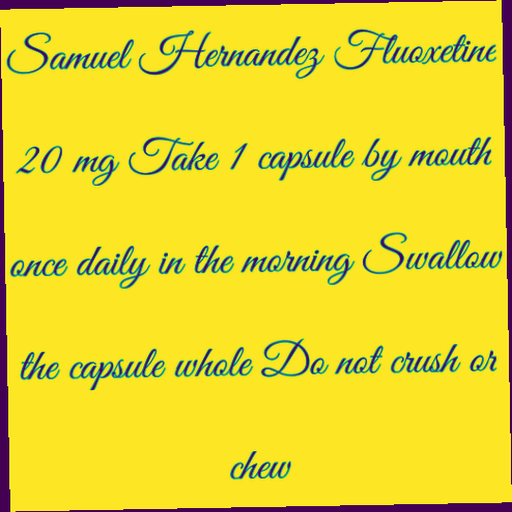 Samuel Hernandez Fluoxetine
20 mg Take 1 capsule by mouth
once daily in the morning Swallow
the capsule whole Do not crush or
chew